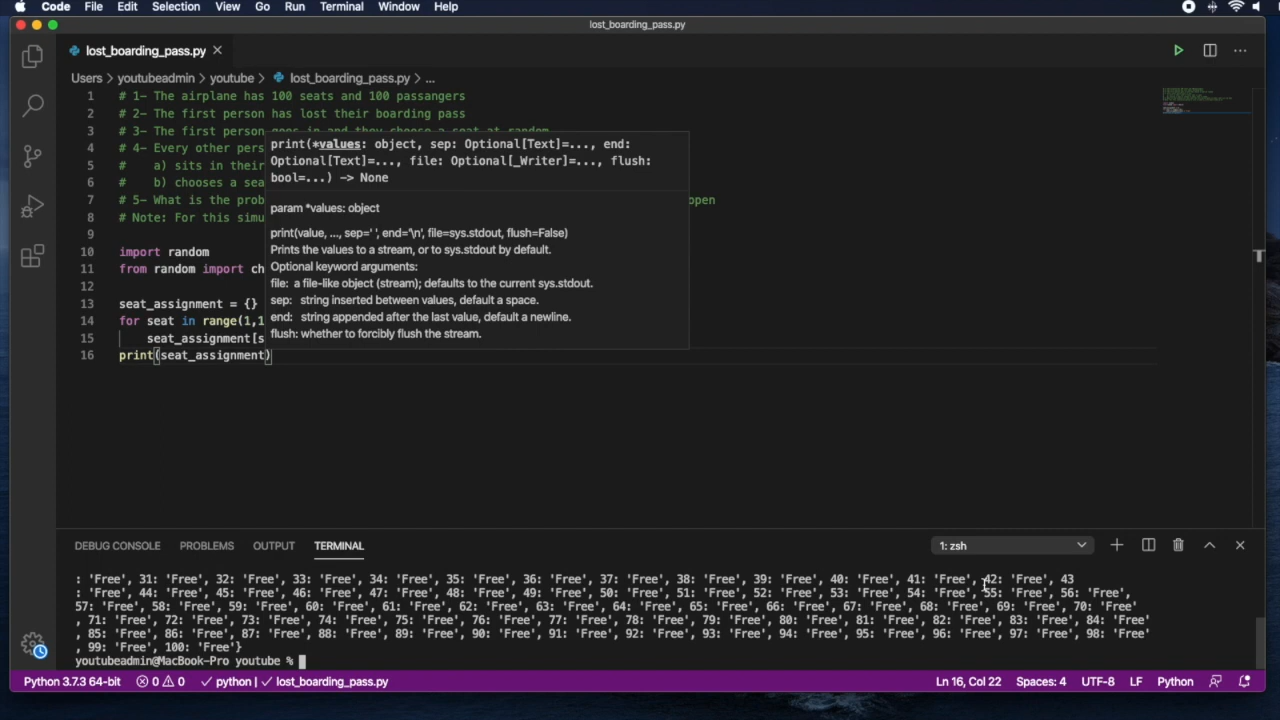 Code File Edit Selection View Go Run Terminal Window Help
lost_boarding_pass.py
lost_boarding_pass.py
Users > youtubeadmin > youtube > lost_boarding_pass.py > ...
1 # 1- The airplane has 100 seats and 100 passangers
2 # 2- The first person has lost their boarding pass
3 # 3- The first person goes in and they choose a seat at random
4 # 4- Every other pers
5 # a) sits in their
6 # b) chooses a sea
7 # 5- What is the prob open
8 # Note: For this simu
9
10 import random
11 from random import ch
12
13 seat_assignment = {}
14 for seat in range(1,1
15 seat_assignment[s
16 print(seat_assignment)
print(*values: object, sep: Optional[Text]=..., end:
Optional[Text]=..., file: Optional[_Writer]=..., flush:
bool=...) -> None
param *values: object
print(value, ..., sep=' ', end='\n', file=sys.stdout, flush=False)
Prints the values to a stream, or to sys.stdout by default.
Optional keyword arguments:
file: a file-like object (stream); defaults to the current sys.stdout.
sep: string inserted between values, default a space.
end: string appended after the last value, default a newline.
flush: whether to forcibly flush the stream.
DEBUG CONSOLE PROBLEMS OUTPUT TERMINAL 1: zsh
: 'Free', 31: 'Free', 32: 'Free', 33: 'Free', 34: 'Free', 35: 'Free', 36: 'Free', 37: 'Free', 38: 'Free', 39: 'Free', 40: 'Free', 41: 'Free', 42: 'Free', 43
: 'Free', 44: 'Free', 45: 'Free', 46: 'Free', 47: 'Free', 48: 'Free', 49: 'Free', 50: 'Free', 51: 'Free', 52: 'Free', 53: 'Free', 54: 'Free', 55: 'Free', 56: 'Free',
57: 'Free', 58: 'Free', 59: 'Free', 60: 'Free', 61: 'Free', 62: 'Free', 63: 'Free', 64: 'Free', 65: 'Free', 66: 'Free', 67: 'Free', 68: 'Free', 69: 'Free', 70: 'Free'
, 71: 'Free', 72: 'Free', 73: 'Free', 74: 'Free', 75: 'Free', 76: 'Free', 77: 'Free', 78: 'Free', 79: 'Free', 80: 'Free', 81: 'Free', 82: 'Free', 83: 'Free', 84: 'Free'
, 85: 'Free', 86: 'Free', 87: 'Free', 88: 'Free', 89: 'Free', 90: 'Free', 91: 'Free', 92: 'Free', 93: 'Free', 94: 'Free', 95: 'Free', 96: 'Free', 97: 'Free', 98: 'Free'
, 99: 'Free', 100: 'Free'}
youtubeadmin@MacBook-Pro youtube %
Python 3.7.3 64-bit 0 0 python | lost_boarding_pass.py Ln 16, Col 22 Spaces: 4 UTF-8 LF Python